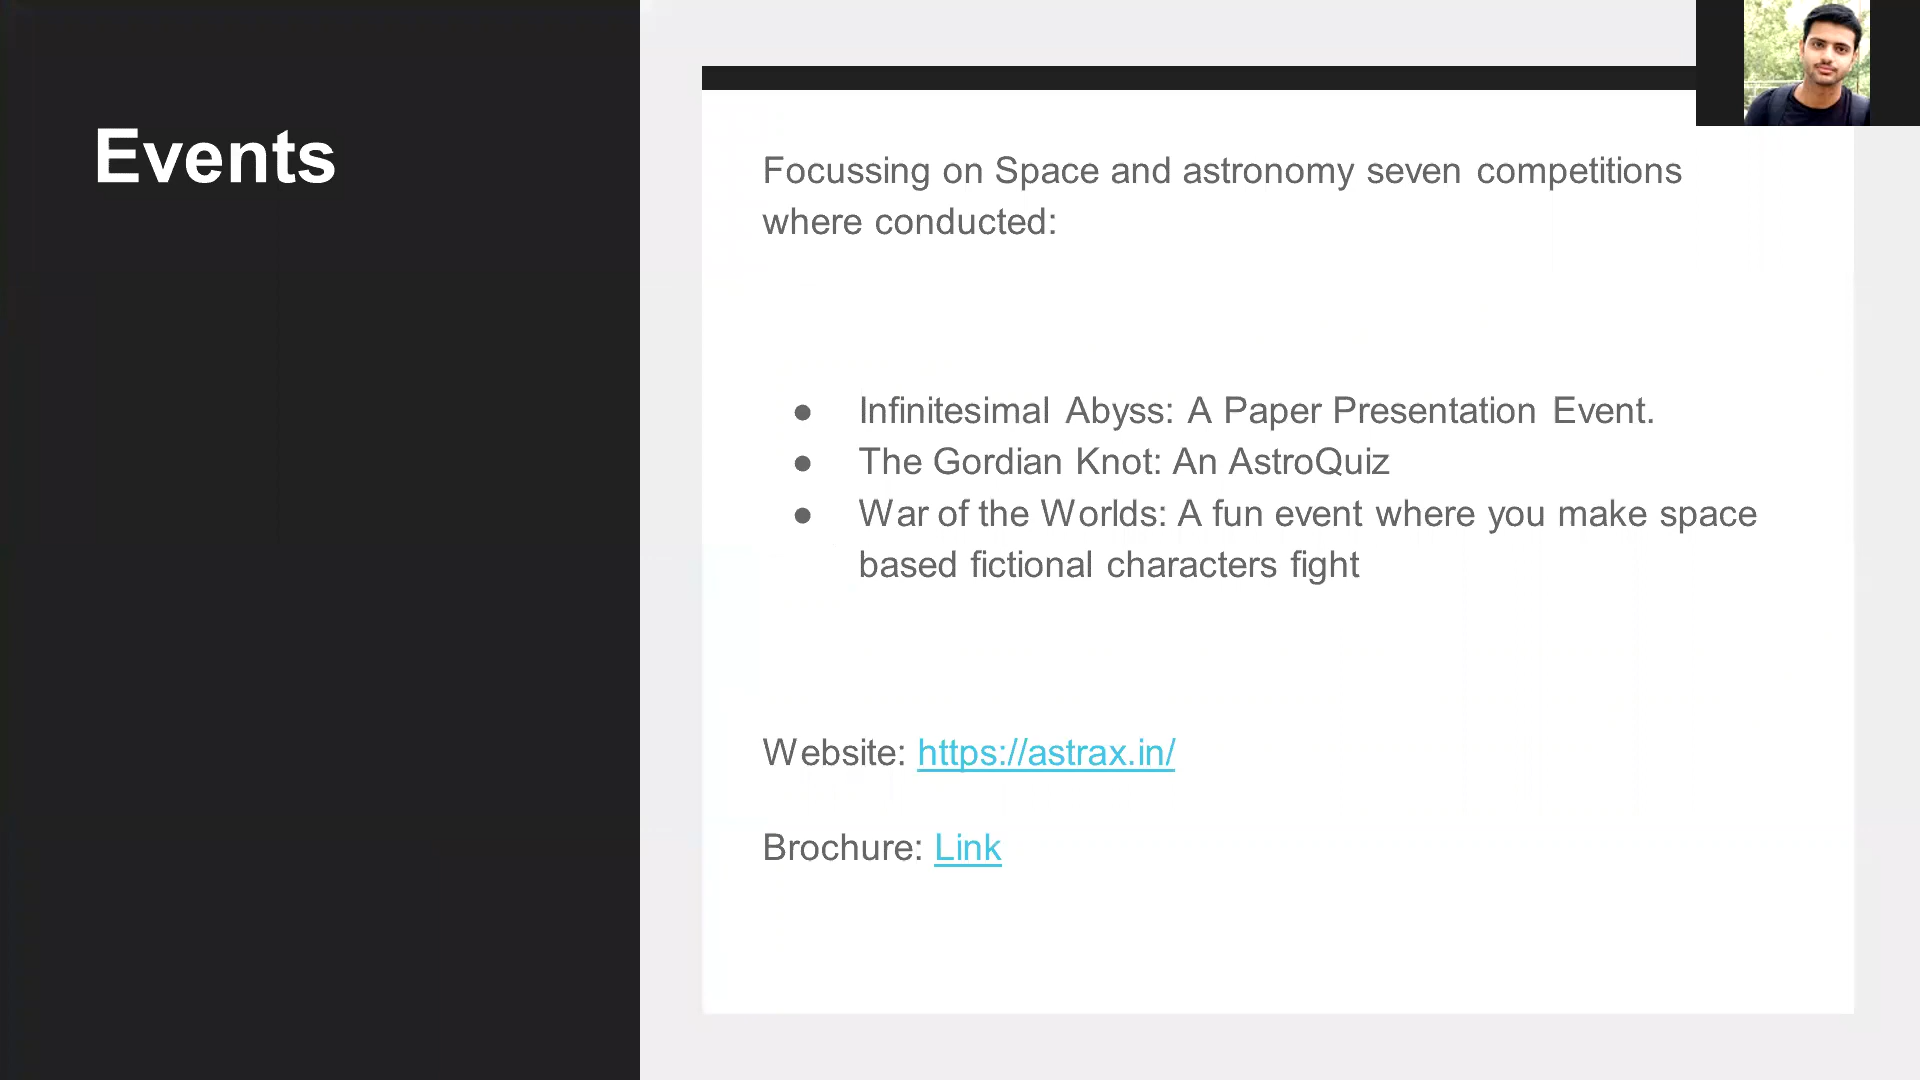 Events
Focussing on Space and astronomy seven competitions
where conducted:
● Infinitesimal Abyss: A Paper Presentation Event.
● The Gordian Knot: An AstroQuiz
● War of the Worlds: A fun event where you make space
based fictional characters fight
Website: https://astrax.in/
Brochure: Link